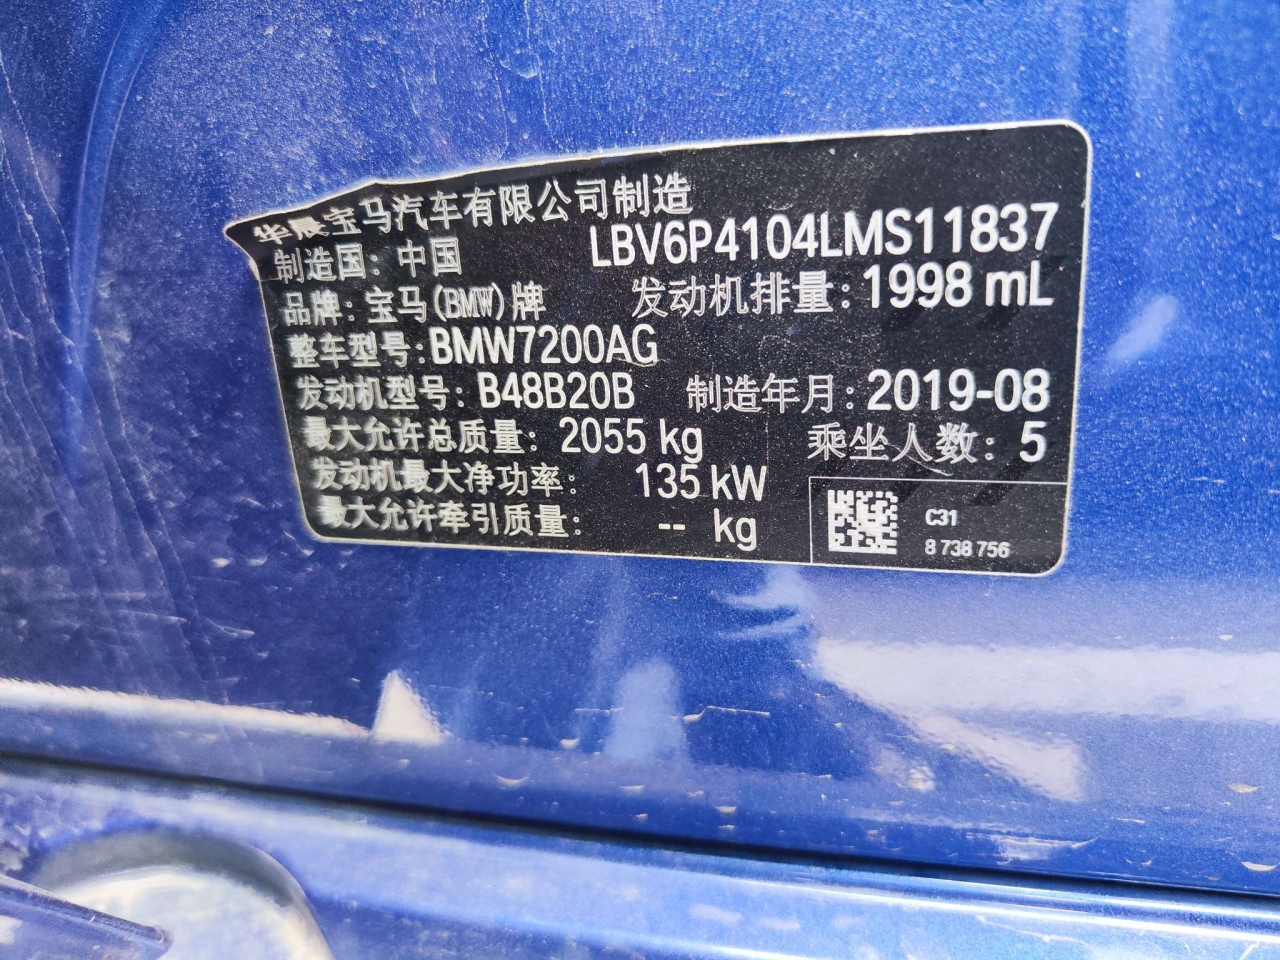 华晨宝马汽车有限公司制造
制造国：中国 LBV6P4104LMS11837
品牌：宝马(BMW)牌 发动机排量：1998 mL
整车型号：BMW7200AG
发动机型号：B48B20B 制造年月：2019-08
最大允许总质量：2055 kg 乘坐人数：5
发动机最大净功率：135 kW
最大允许牵引质量：-- kg
C31
8 738 756